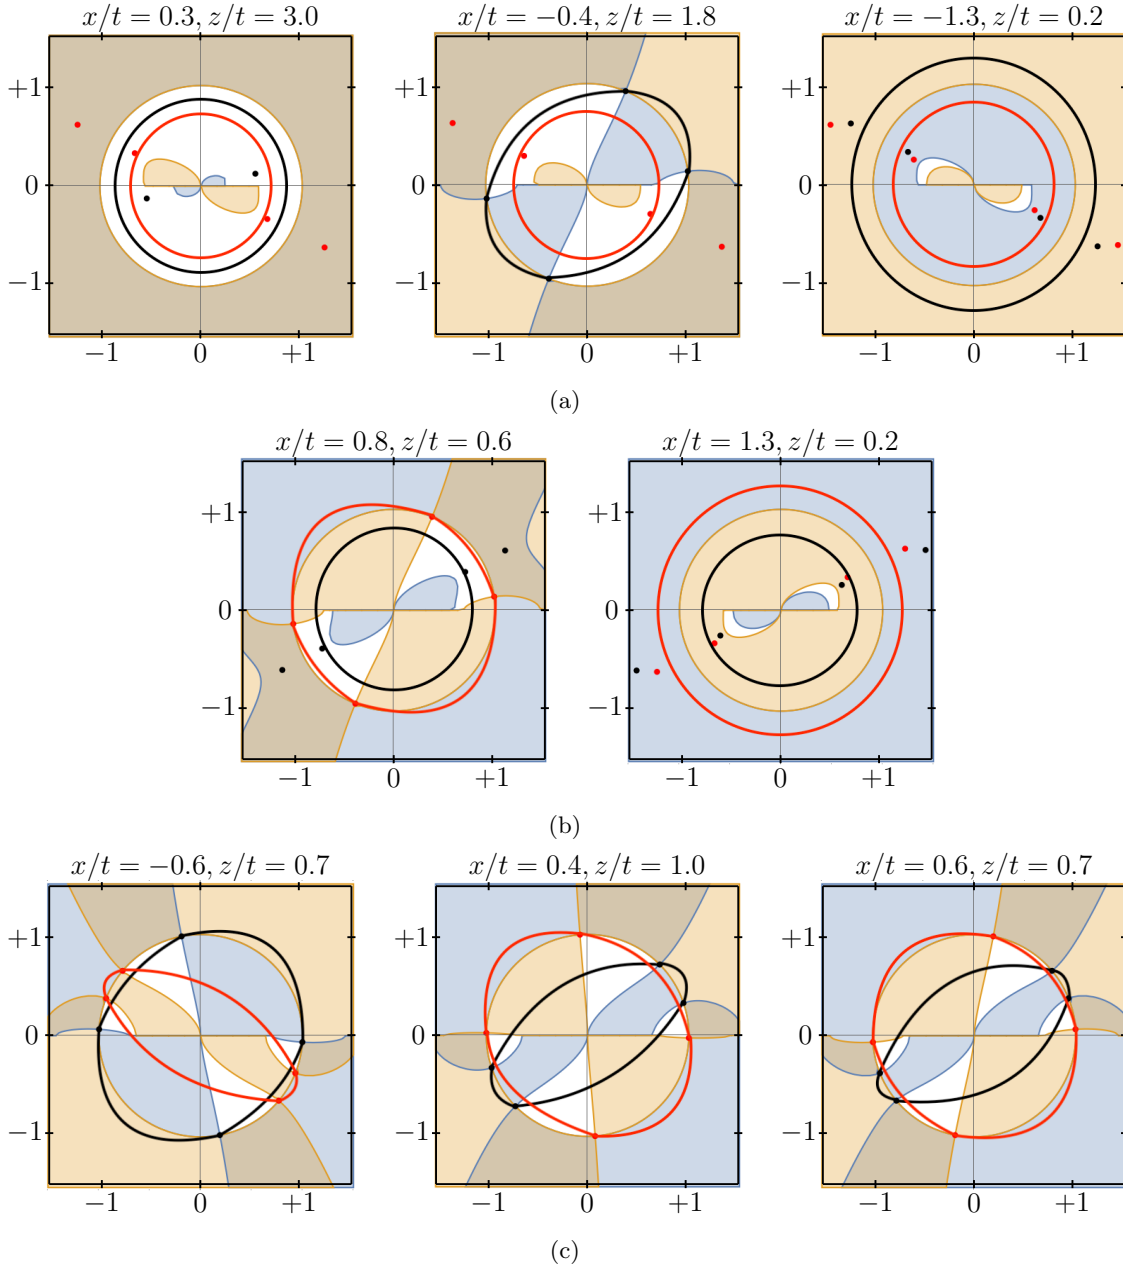 x/t = 0.3, z/t = 3.0
x/t = −0.4, z/t = 1.8
x/t = −1.3, z/t = 0.2
+1
0
−1
−1 0 +1
+1
0
−1
−1 0 +1
+1
0
−1
−1 0 +1
(a)
x/t = 0.8, z/t = 0.6
x/t = 1.3, z/t = 0.2
+1
0
−1
−1 0 +1
+1
0
−1
−1 0 +1
(b)
x/t = −0.6, z/t = 0.7
x/t = 0.4, z/t = 1.0
x/t = 0.6, z/t = 0.7
+1
0
−1
−1 0 +1
+1
0
−1
−1 0 +1
+1
0
−1
−1 0 +1
(c)